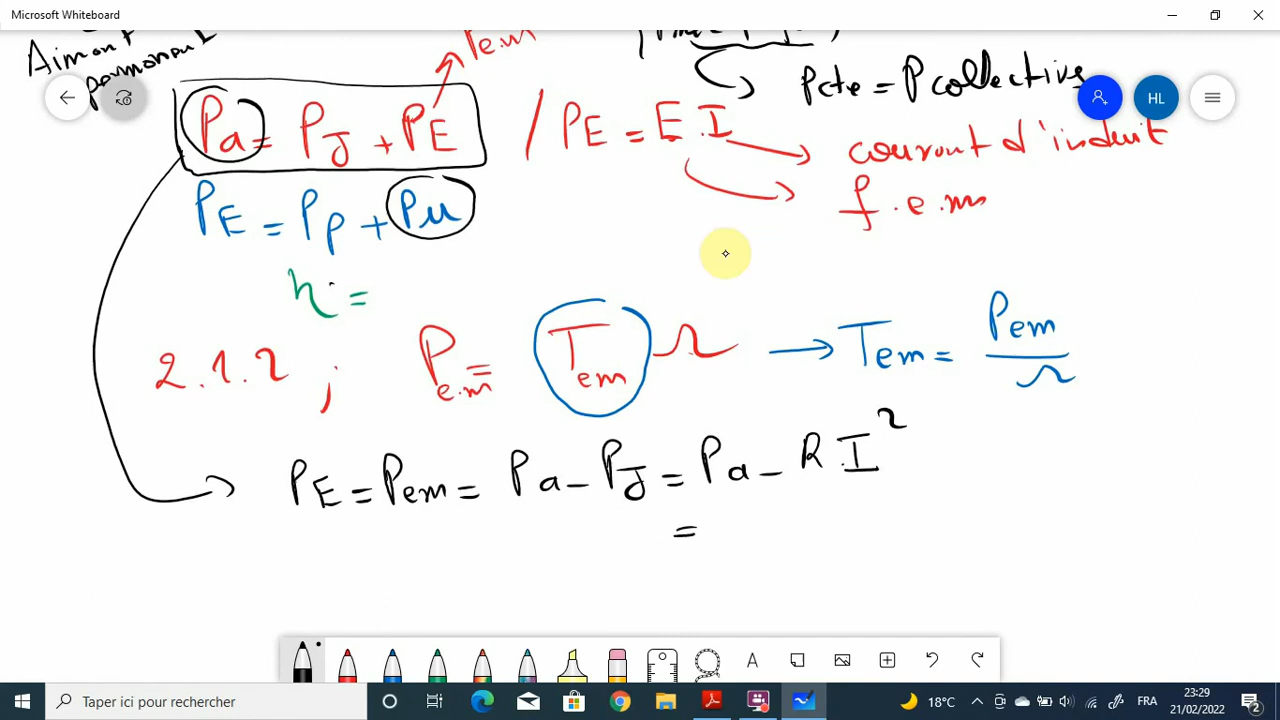 Microsoft Whiteboard
Aimant
permanent
Pe.m
Pcte = P collective
Pa = PJ + PE / PE = E.I
courant d'induit
f.e.m
HL
PE = Pp + Pu
η =
2.1.2 ; Pe.m = Tem Ω → Tem = Pem / Ω
PE = Pem = Pa - PJ = Pa - R I²
=
Taper ici pour rechercher
18°C
FRA
23:29
21/02/2022
2